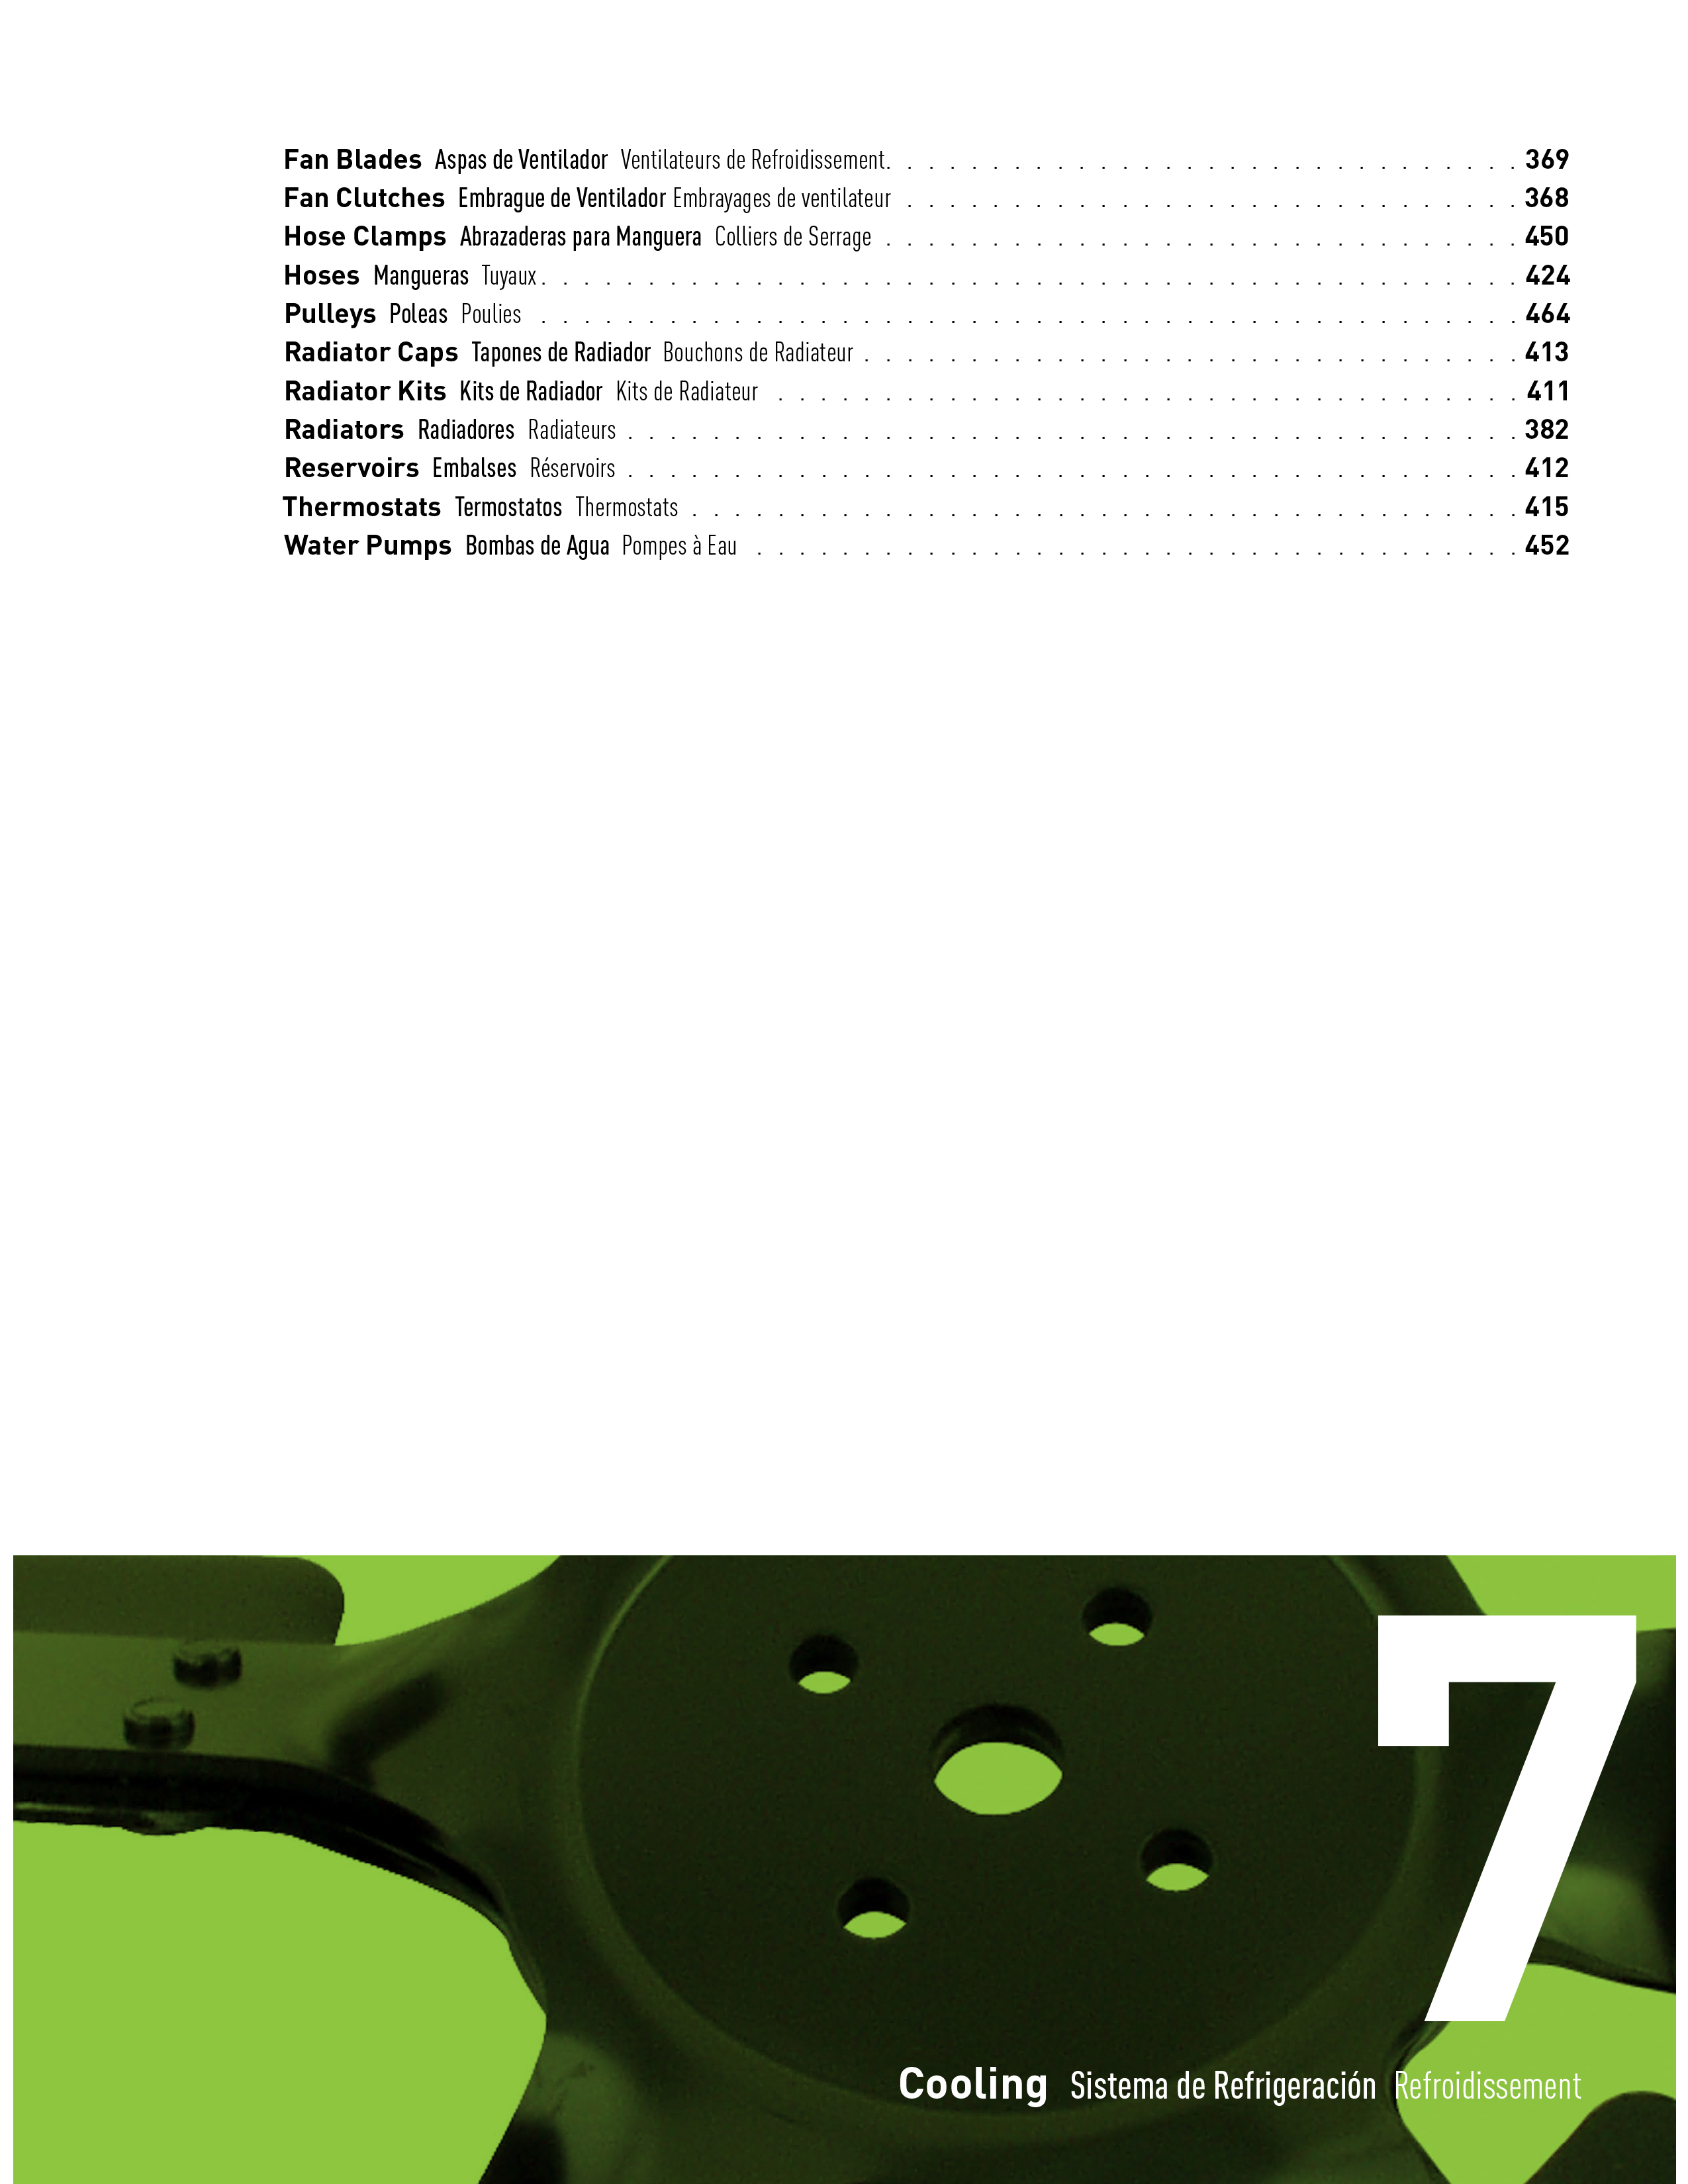 Fan Blades Aspas de Ventilador Ventilateurs de Refroidissement. . . . . . . . . . . . . . . . . . . . . . . . . . . . . . 369
Fan Clutches Embrague de Ventilador Embrayages de ventilateur . . . . . . . . . . . . . . . . . . . . . . . . . . . . . 368
Hose Clamps Abrazaderas para Manguera Colliers de Serrage . . . . . . . . . . . . . . . . . . . . . . . . . . . . . . 450
Hoses Mangueras Tuyaux . . . . . . . . . . . . . . . . . . . . . . . . . . . . . . . . . . . . . . . . . . . . . . 424
Pulleys Poleas Poulies . . . . . . . . . . . . . . . . . . . . . . . . . . . . . . . . . . . . . . . . . . . . . . 464
Radiator Caps Tapones de Radiador Bouchons de Radiateur . . . . . . . . . . . . . . . . . . . . . . . . . . . . . . . 413
Radiator Kits Kits de Radiador Kits de Radiateur . . . . . . . . . . . . . . . . . . . . . . . . . . . . . . . . . . . 411
Radiators Radiadores Radiateurs . . . . . . . . . . . . . . . . . . . . . . . . . . . . . . . . . . . . . . . . . . 382
Reservoirs Embalses Réservoirs . . . . . . . . . . . . . . . . . . . . . . . . . . . . . . . . . . . . . . . . . . 412
Thermostats Termostatos Thermostats . . . . . . . . . . . . . . . . . . . . . . . . . . . . . . . . . . . . . . . 415
Water Pumps Bombas de Agua Pompes à Eau . . . . . . . . . . . . . . . . . . . . . . . . . . . . . . . . . . . . 452
7
Cooling Sistema de Refrigeración Refroidissement